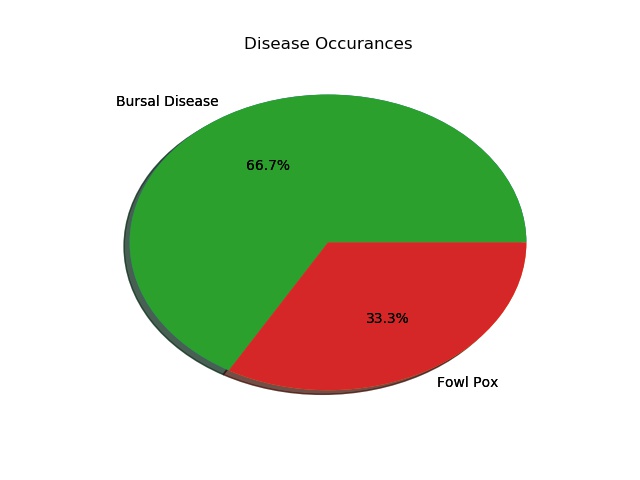 Disease Occurances
Bursal Disease
66.7%
33.3%
Fowl Pox